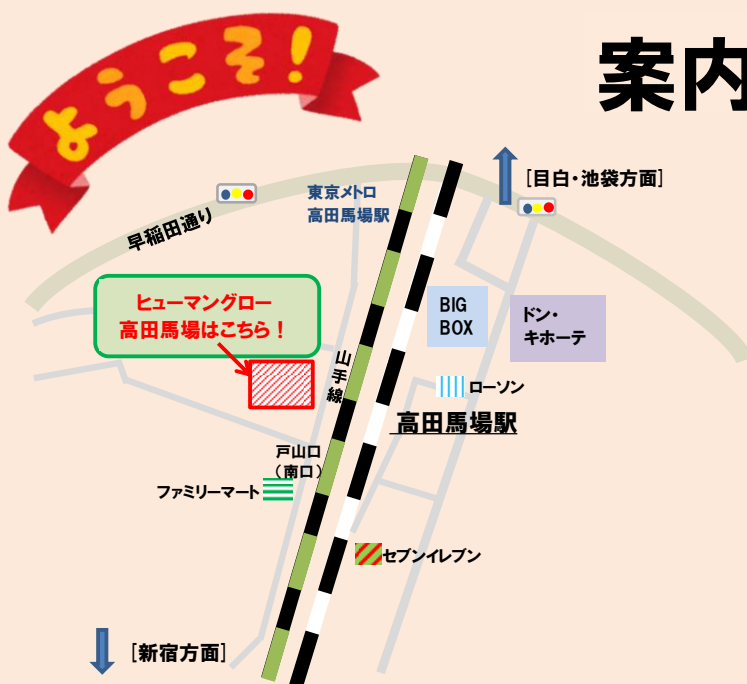 ようこそ!
案内
[目白・池袋方面]
東京メトロ
高田馬場駅
早稲田通り
ヒューマングロー
高田馬場はこちら!
BIG
BOX
ドン・
キホーテ
山手線
ローソン
高田馬場駅
戸山口
(南口)
ファミリーマート
セブンイレブン
[新宿方面]